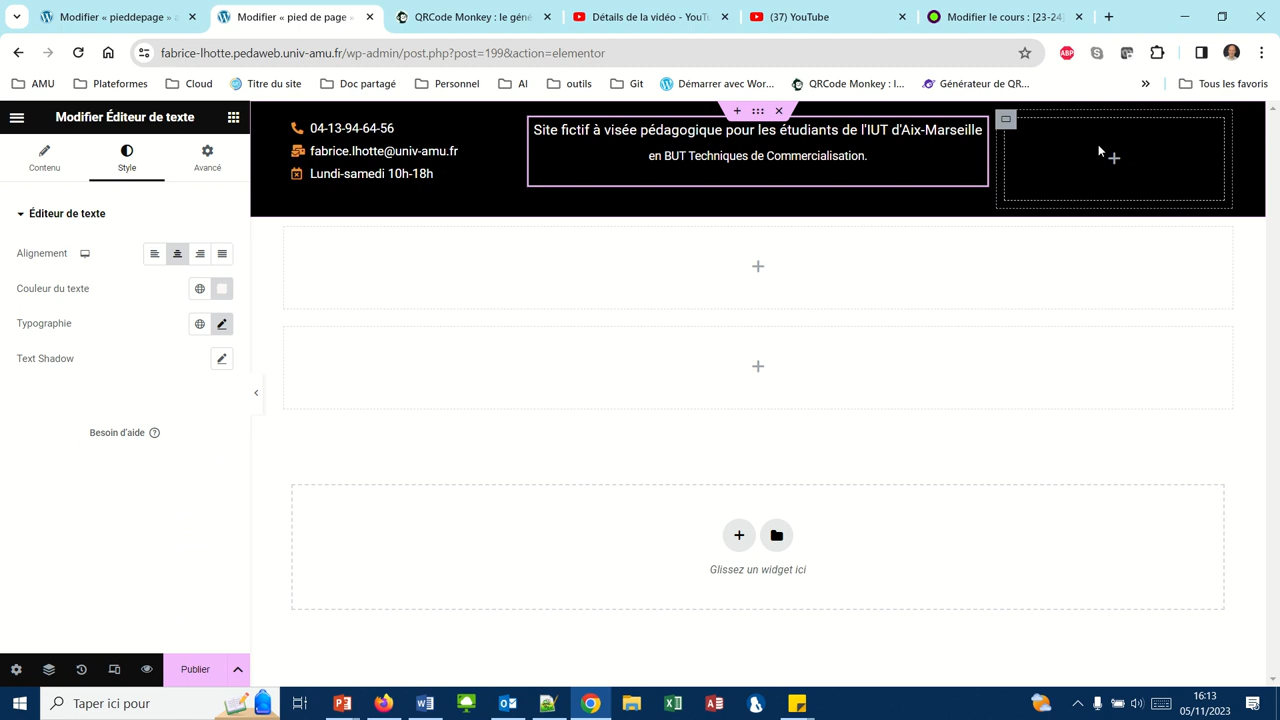 Modifier « pieddepage » a
Modifier « pied de page »
QRCode Monkey : le géné
Détails de la vidéo - YouTu
(37) YouTube
Modifier le cours : [23-24]
fabrice-lhotte.pedaweb.univ-amu.fr/wp-admin/post.php?post=199&action=elementor
ABP
AMU
Plateformes
Cloud
Titre du site
Doc partagé
Personnel
AI
outils
Git
Démarrer avec Wor...
QRCode Monkey : l...
Générateur de QR...
Tous les favoris
Modifier Éditeur de texte
Contenu
Style
Avancé
Éditeur de texte
Alignement
Couleur du texte
Typographie
Text Shadow
Besoin d'aide
Publier
04-13-94-64-56
fabrice.lhotte@univ-amu.fr
Lundi-samedi 10h-18h
Site fictif à visée pédagogique pour les étudiants de l'IUT d'Aix-Marseille
en BUT Techniques de Commercialisation.
Glissez un widget ici
Taper ici pour
16:13
05/11/2023